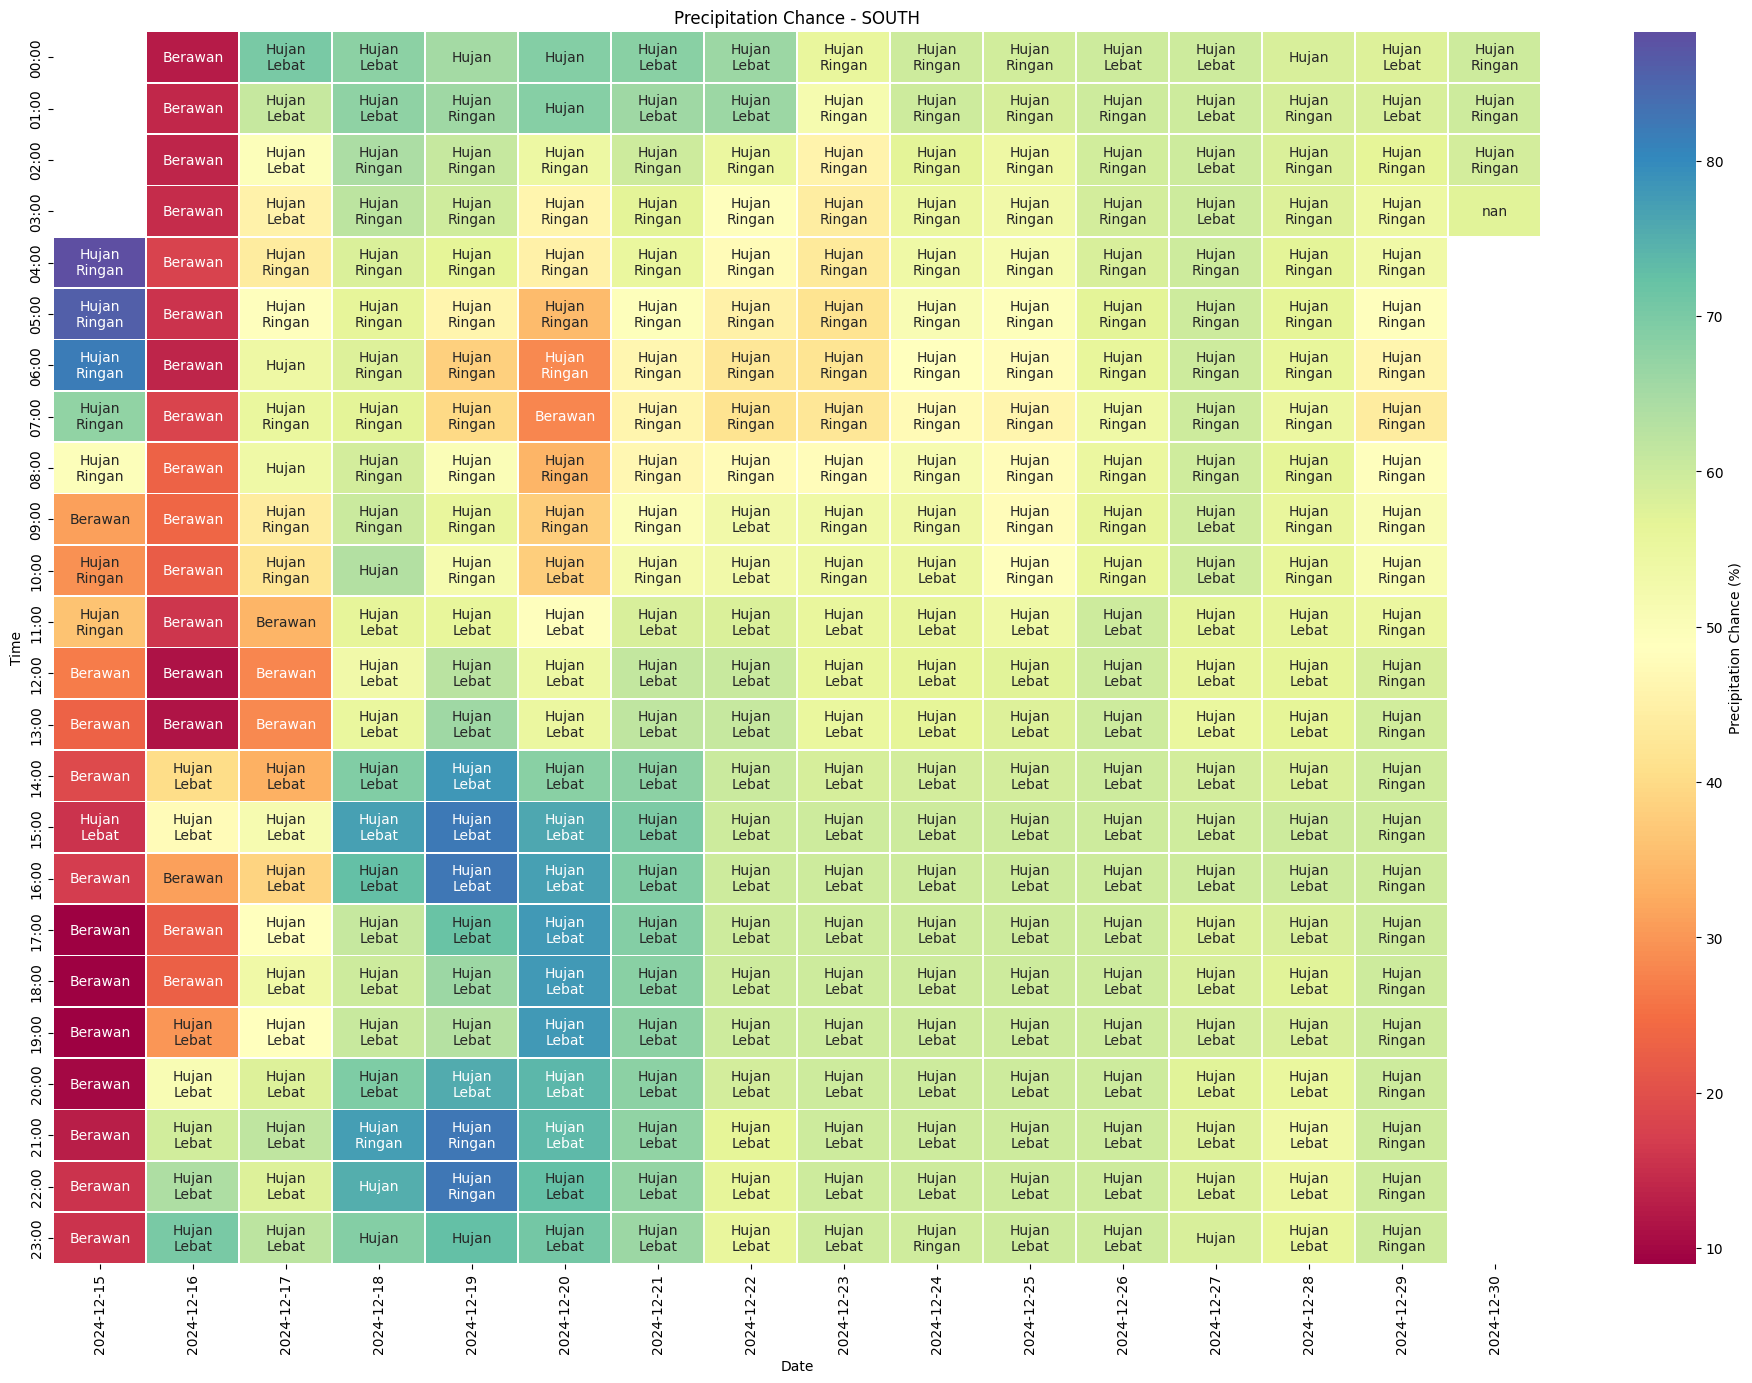 Precipitation Chance - SOUTH
00:00 Berawan Hujan Lebat Hujan Lebat Hujan Hujan Hujan Lebat Hujan Lebat Hujan Ringan Hujan Ringan Hujan Ringan Hujan Lebat Hujan Lebat Hujan Hujan Lebat Hujan Ringan
01:00 Berawan Hujan Lebat Hujan Lebat Hujan Ringan Hujan Hujan Lebat Hujan Lebat Hujan Ringan Hujan Ringan Hujan Ringan Hujan Ringan Hujan Lebat Hujan Ringan Hujan Lebat Hujan Ringan
02:00 Berawan Hujan Lebat Hujan Ringan Hujan Ringan Hujan Ringan Hujan Ringan Hujan Ringan Hujan Ringan Hujan Ringan Hujan Ringan Hujan Ringan Hujan Lebat Hujan Ringan Hujan Ringan Hujan Ringan
03:00 Berawan Hujan Lebat Hujan Ringan Hujan Ringan Hujan Ringan Hujan Ringan Hujan Ringan Hujan Ringan Hujan Ringan Hujan Ringan Hujan Ringan Hujan Lebat Hujan Ringan Hujan Ringan nan
04:00 Hujan Ringan Berawan Hujan Ringan Hujan Ringan Hujan Ringan Hujan Ringan Hujan Ringan Hujan Ringan Hujan Ringan Hujan Ringan Hujan Ringan Hujan Ringan Hujan Ringan Hujan Ringan Hujan Ringan
05:00 Hujan Ringan Berawan Hujan Ringan Hujan Ringan Hujan Ringan Hujan Ringan Hujan Ringan Hujan Ringan Hujan Ringan Hujan Ringan Hujan Ringan Hujan Ringan Hujan Ringan Hujan Ringan Hujan Ringan
06:00 Hujan Ringan Berawan Hujan Hujan Ringan Hujan Ringan Hujan Ringan Hujan Ringan Hujan Ringan Hujan Ringan Hujan Ringan Hujan Ringan Hujan Ringan Hujan Ringan Hujan Ringan Hujan Ringan
07:00 Hujan Ringan Berawan Hujan Ringan Hujan Ringan Hujan Ringan Berawan Hujan Ringan Hujan Ringan Hujan Ringan Hujan Ringan Hujan Ringan Hujan Ringan Hujan Ringan Hujan Ringan Hujan Ringan
08:00 Hujan Ringan Berawan Hujan Hujan Ringan Hujan Ringan Hujan Ringan Hujan Ringan Hujan Ringan Hujan Ringan Hujan Ringan Hujan Ringan Hujan Ringan Hujan Ringan Hujan Ringan Hujan Ringan
09:00 Berawan Berawan Hujan Ringan Hujan Ringan Hujan Ringan Hujan Ringan Hujan Ringan Hujan Lebat Hujan Ringan Hujan Ringan Hujan Ringan Hujan Ringan Hujan Lebat Hujan Ringan Hujan Ringan
10:00 Hujan Ringan Berawan Hujan Ringan Hujan Hujan Ringan Hujan Lebat Hujan Ringan Hujan Lebat Hujan Ringan Hujan Lebat Hujan Ringan Hujan Ringan Hujan Lebat Hujan Ringan Hujan Ringan
11:00 Hujan Ringan Berawan Berawan Hujan Lebat Hujan Lebat Hujan Lebat Hujan Lebat Hujan Lebat Hujan Lebat Hujan Lebat Hujan Lebat Hujan Lebat Hujan Lebat Hujan Lebat Hujan Ringan
12:00 Berawan Berawan Berawan Hujan Lebat Hujan Lebat Hujan Lebat Hujan Lebat Hujan Lebat Hujan Lebat Hujan Lebat Hujan Lebat Hujan Lebat Hujan Lebat Hujan Lebat Hujan Ringan
13:00 Berawan Berawan Berawan Hujan Lebat Hujan Lebat Hujan Lebat Hujan Lebat Hujan Lebat Hujan Lebat Hujan Lebat Hujan Lebat Hujan Lebat Hujan Lebat Hujan Lebat Hujan Ringan
14:00 Berawan Hujan Lebat Hujan Lebat Hujan Lebat Hujan Lebat Hujan Lebat Hujan Lebat Hujan Lebat Hujan Lebat Hujan Lebat Hujan Lebat Hujan Lebat Hujan Lebat Hujan Lebat Hujan Ringan
15:00 Hujan Lebat Hujan Lebat Hujan Lebat Hujan Lebat Hujan Lebat Hujan Lebat Hujan Lebat Hujan Lebat Hujan Lebat Hujan Lebat Hujan Lebat Hujan Lebat Hujan Lebat Hujan Lebat Hujan Ringan
16:00 Berawan Berawan Hujan Lebat Hujan Lebat Hujan Lebat Hujan Lebat Hujan Lebat Hujan Lebat Hujan Lebat Hujan Lebat Hujan Lebat Hujan Lebat Hujan Lebat Hujan Lebat Hujan Ringan
17:00 Berawan Berawan Hujan Lebat Hujan Lebat Hujan Lebat Hujan Lebat Hujan Lebat Hujan Lebat Hujan Lebat Hujan Lebat Hujan Lebat Hujan Lebat Hujan Lebat Hujan Lebat Hujan Ringan
18:00 Berawan Berawan Hujan Lebat Hujan Lebat Hujan Lebat Hujan Lebat Hujan Lebat Hujan Lebat Hujan Lebat Hujan Lebat Hujan Lebat Hujan Lebat Hujan Lebat Hujan Lebat Hujan Ringan
19:00 Berawan Hujan Lebat Hujan Lebat Hujan Lebat Hujan Lebat Hujan Lebat Hujan Lebat Hujan Lebat Hujan Lebat Hujan Lebat Hujan Lebat Hujan Lebat Hujan Lebat Hujan Lebat Hujan Ringan
20:00 Berawan Hujan Lebat Hujan Lebat Hujan Lebat Hujan Lebat Hujan Lebat Hujan Lebat Hujan Lebat Hujan Lebat Hujan Lebat Hujan Lebat Hujan Lebat Hujan Lebat Hujan Lebat Hujan Ringan
21:00 Berawan Hujan Lebat Hujan Lebat Hujan Ringan Hujan Ringan Hujan Lebat Hujan Lebat Hujan Lebat Hujan Lebat Hujan Lebat Hujan Lebat Hujan Lebat Hujan Lebat Hujan Lebat Hujan Ringan
22:00 Berawan Hujan Lebat Hujan Lebat Hujan Hujan Ringan Hujan Lebat Hujan Lebat Hujan Lebat Hujan Lebat Hujan Lebat Hujan Lebat Hujan Lebat Hujan Lebat Hujan Lebat Hujan Ringan
23:00 Berawan Hujan Lebat Hujan Lebat Hujan Hujan Hujan Lebat Hujan Lebat Hujan Lebat Hujan Lebat Hujan Ringan Hujan Lebat Hujan Lebat Hujan Hujan Lebat Hujan Ringan
Time
2024-12-15 2024-12-16 2024-12-17 2024-12-18 2024-12-19 2024-12-20 2024-12-21 2024-12-22 2024-12-23 2024-12-24 2024-12-25 2024-12-26 2024-12-27 2024-12-28 2024-12-29 2024-12-30
Date
80
70
60
50
40
30
20
10
Precipitation Chance (%)